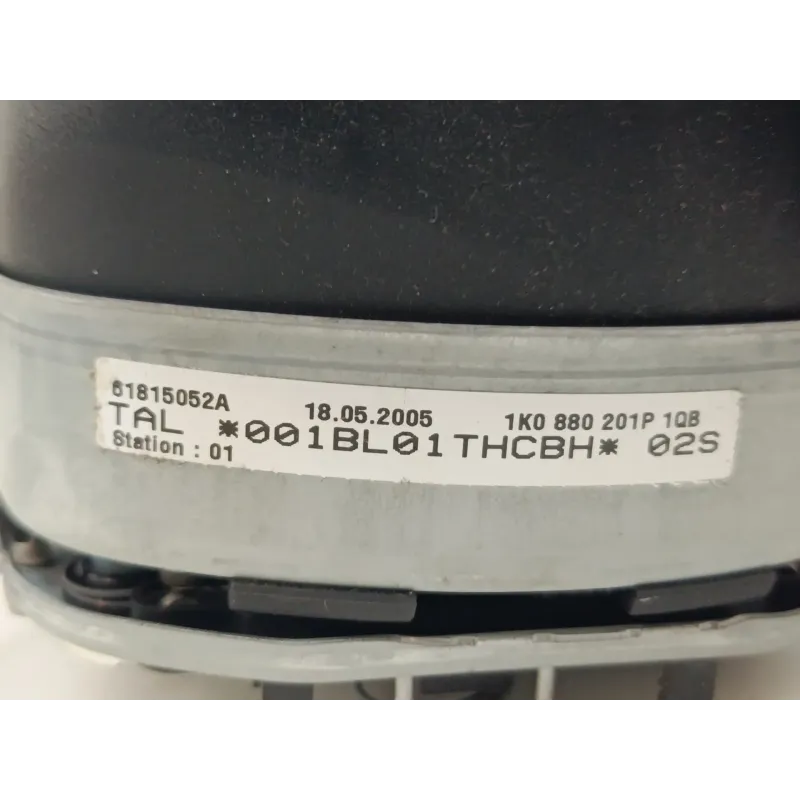 61815052A 18.05.2005 1K0 880 201P 1QB
TAL *001BL01THCBH* 02S
Station : 01